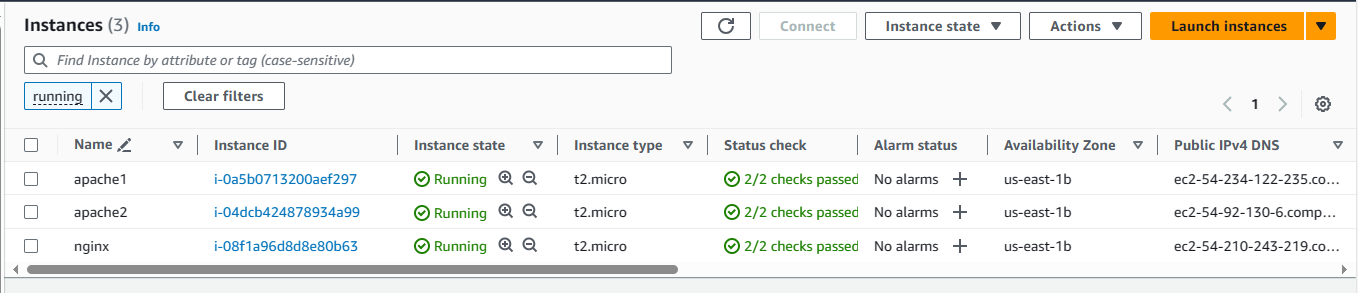 Instances (3) Info
Connect Instance state Actions Launch instances
Find Instance by attribute or tag (case-sensitive)
running Clear filters
1
Name Instance ID Instance state Instance type Status check Alarm status Availability Zone Public IPv4 DNS
apache1 i-0a5b0713200aef297 Running t2.micro 2/2 checks passed No alarms us-east-1b ec2-54-234-122-235.co…
apache2 i-04dcb424878934a99 Running t2.micro 2/2 checks passed No alarms us-east-1b ec2-54-92-130-6.comp…
nginx i-08f1a96d8d8e80b63 Running t2.micro 2/2 checks passed No alarms us-east-1b ec2-54-210-243-219.co…